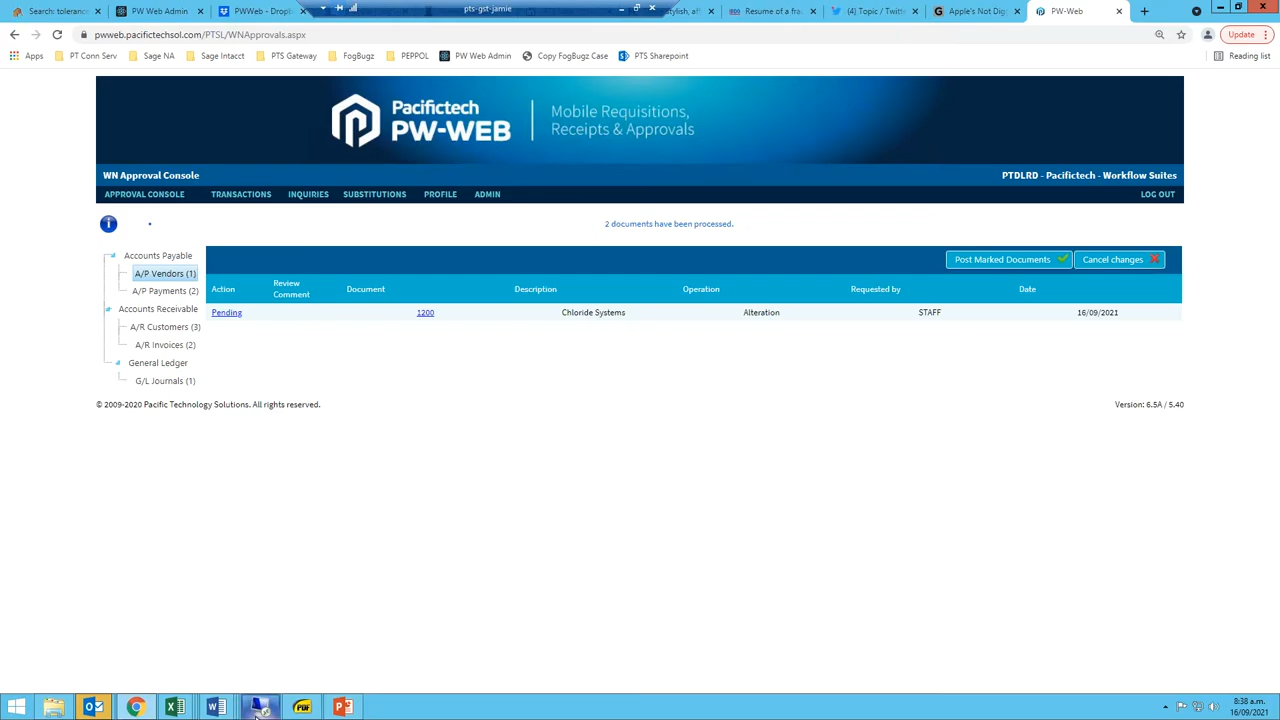 pts-gst-jamie
Search: toleranc
PW Web Admin
PWWeb - Drop
stylish, af
Resume of a fra
(4) Topic / Twitt
Apple's Not Dig
PW-Web
pwweb.pacifictechsol.com/PTSL/WNApprovals.aspx
Update
Apps
PT Conn Serv
Sage NA
Sage Intacct
PTS Gateway
FogBugz
PEPPOL
PW Web Admin
Copy FogBugz Case
PTS Sharepoint
Reading list
Pacifictech
PW-WEB
Mobile Requisitions,
Receipts & Approvals
WN Approval Console
PTDLRD - Pacifictech - Workflow Suites
APPROVAL CONSOLE TRANSACTIONS INQUIRIES SUBSTITUTIONS PROFILE ADMIN LOG OUT
2 documents have been processed.
Accounts Payable
A/P Vendors (1)
A/P Payments (2)
Accounts Receivable
A/R Customers (3)
A/R Invoices (2)
General Ledger
G/L Journals (1)
Post Marked Documents
Cancel changes
Action Review Comment Document Description Operation Requested by Date
Pending 1200 Chloride Systems Alteration STAFF 16/09/2021
© 2009-2020 Pacific Technology Solutions. All rights reserved.
Version: 6.5A / 5.40
PDF
8:38 a.m.
16/09/2021